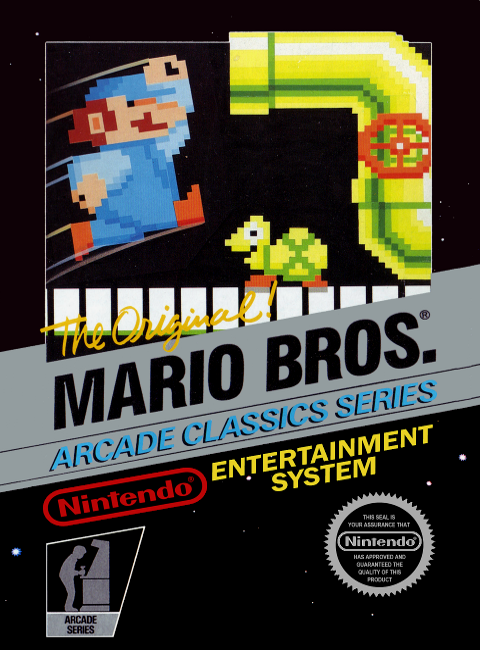 The Original!
MARIO BROS.®
ARCADE CLASSICS SERIES
Nintendo®
ENTERTAINMENT
SYSTEM
THIS SEAL IS
YOUR ASSURANCE THAT
Nintendo®
HAS APPROVED AND
GUARANTEED THE
QUALITY OF THIS
PRODUCT
ARCADE
SERIES